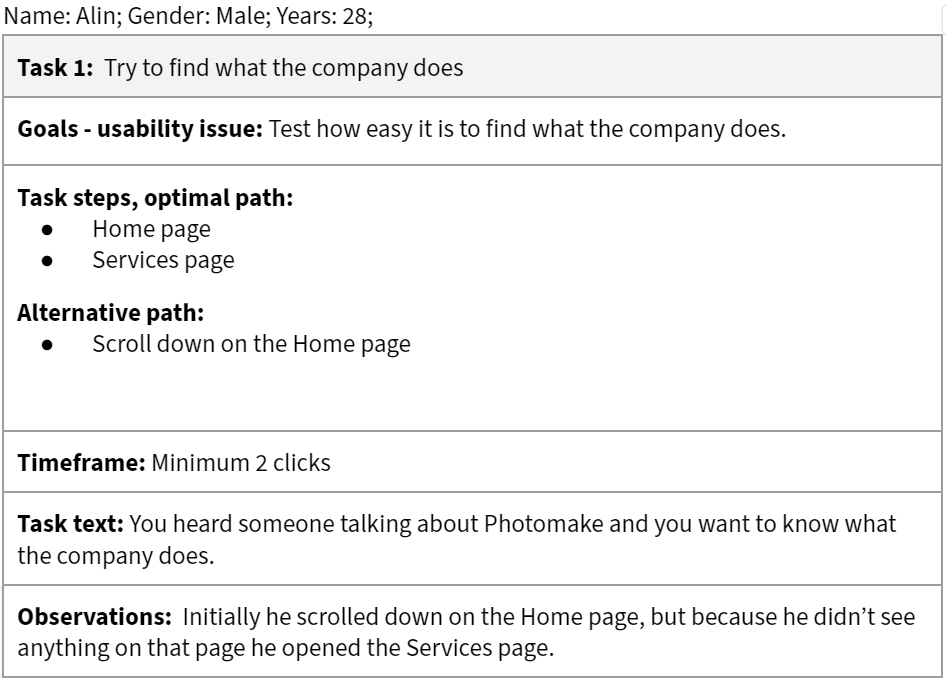 Name: Alin; Gender: Male; Years: 28;
Task 1: Try to find what the company does
Goals - usability issue: Test how easy it is to find what the company does.
Task steps, optimal path:
● Home page
● Services page
Alternative path:
● Scroll down on the Home page
Timeframe: Minimum 2 clicks
Task text: You heard someone talking about Photomake and you want to know what
the company does.
Observations: Initially he scrolled down on the Home page, but because he didn’t see
anything on that page he opened the Services page.